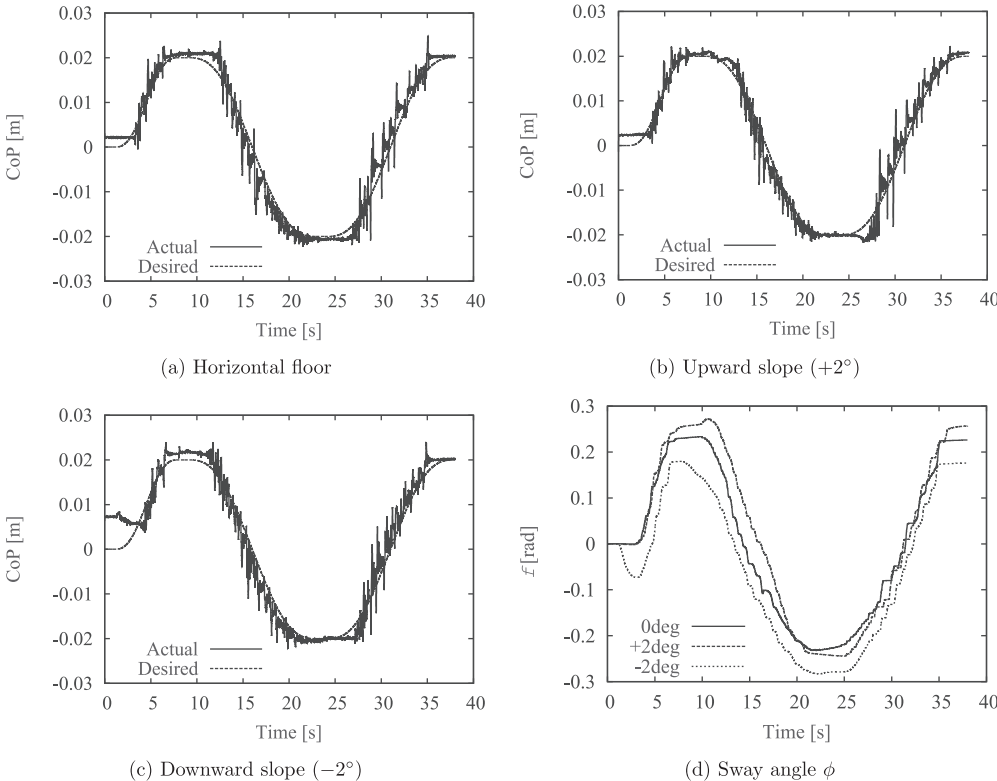 0.03
0.02
0.01
0
-0.01
-0.02
-0.03
CoP [m]
Actual
Desired
0 5 10 15 20 25 30 35 40
Time [s]
(a) Horizontal floor
0.03
0.02
0.01
0
-0.01
-0.02
-0.03
CoP [m]
Actual
Desired
0 5 10 15 20 25 30 35 40
Time [s]
(b) Upward slope (+2°)
0.03
0.02
0.01
0
-0.01
-0.02
-0.03
CoP [m]
Actual
Desired
0 5 10 15 20 25 30 35 40
Time [s]
(c) Downward slope (−2°)
0.3
0.2
0.1
0
-0.1
-0.2
-0.3
£ [rad]
0deg
+2deg
-2deg
0 5 10 15 20 25 30 35 40
Time [s]
(d) Sway angle ϕ